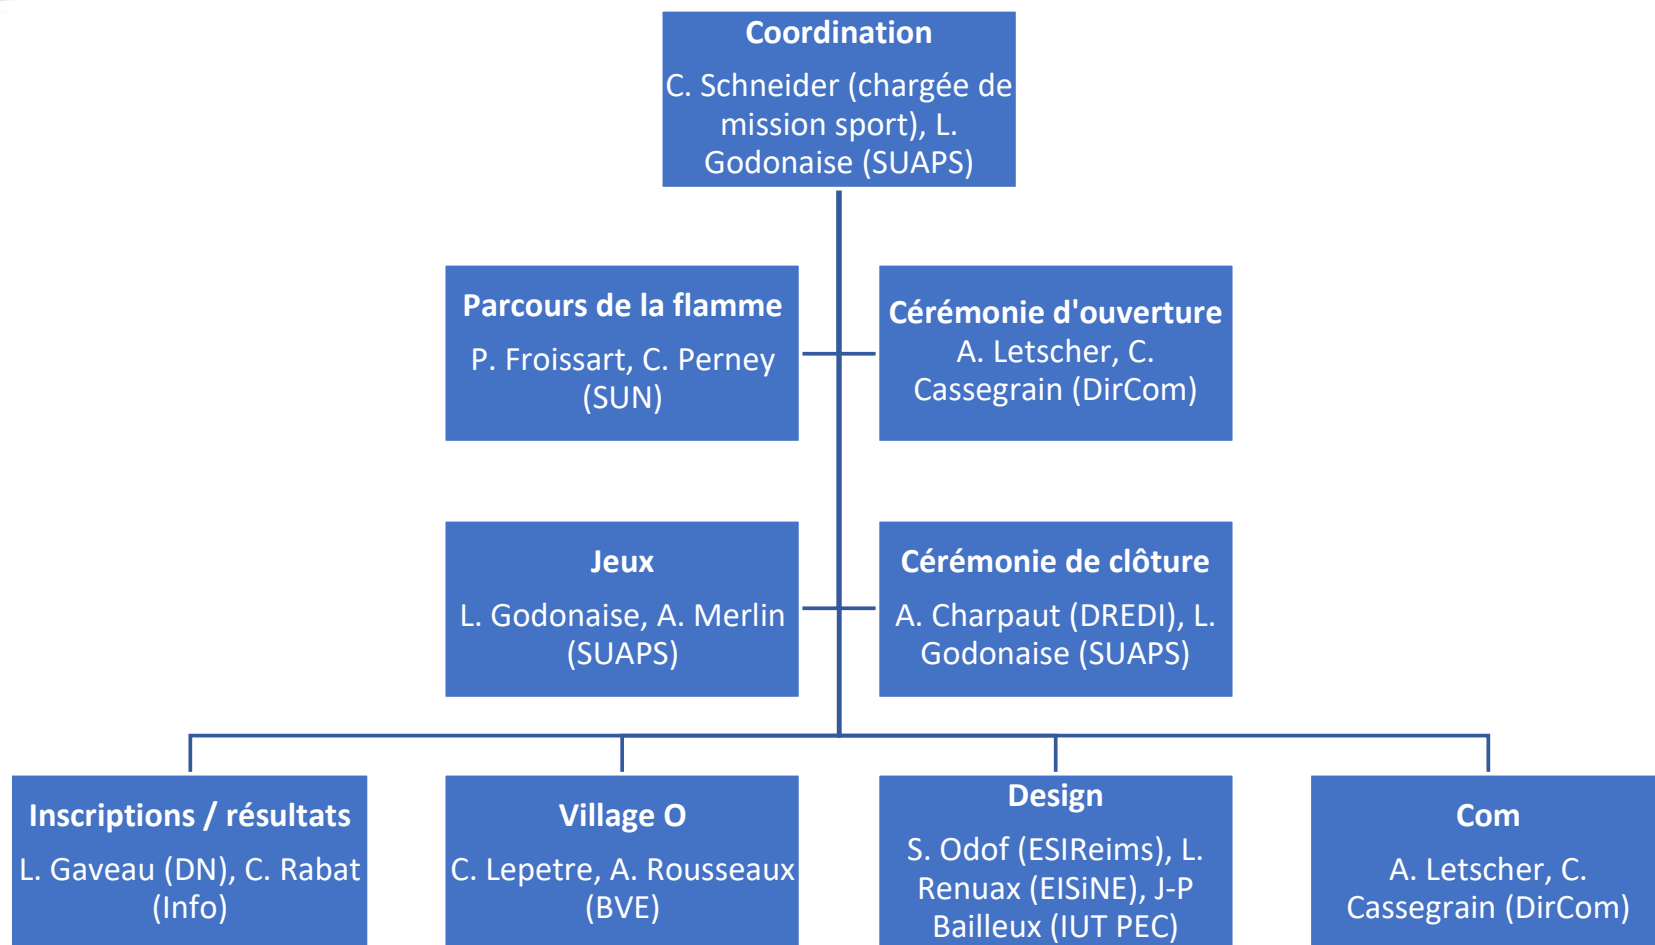 Coordination
C. Schneider (chargée de
mission sport), L.
Godonaise (SUAPS)
Parcours de la flamme
P. Froissart, C. Perney
(SUN)
Cérémonie d'ouverture
A. Letscher, C.
Cassegrain (DirCom)
Jeux
L. Godonaise, A. Merlin
(SUAPS)
Cérémonie de clôture
A. Charpaut (DREDI), L.
Godonaise (SUAPS)
Inscriptions / résultats
L. Gaveau (DN), C. Rabat
(Info)
Village O
C. Lepetre, A. Rousseaux
(BVE)
Design
S. Odof (ESIReims), L.
Renuax (EISiNE), J-P
Bailleux (IUT PEC)
Com
A. Letscher, C.
Cassegrain (DirCom)